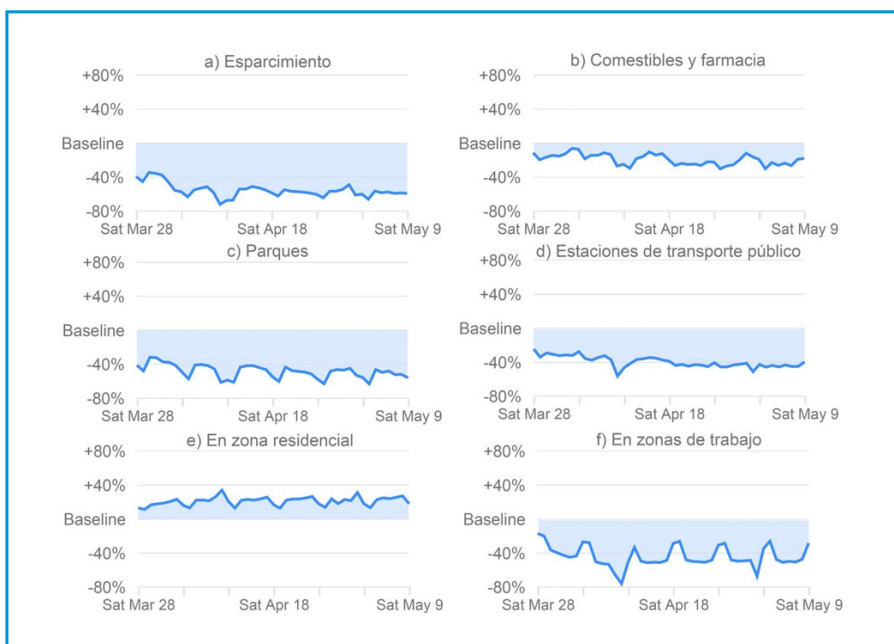 a) Esparcimiento
+80%
+40%
Baseline
-40%
-80%
Sat Mar 28
Sat Apr 18
Sat May 9
b) Comestibles y farmacia
+80%
+40%
Baseline
-40%
-80%
Sat Mar 28
Sat Apr 18
Sat May 9
c) Parques
+80%
+40%
Baseline
-40%
-80%
Sat Mar 28
Sat Apr 18
Sat May 9
d) Estaciones de transporte público
+80%
+40%
Baseline
-40%
-80%
Sat Mar 28
Sat Apr 18
Sat May 9
e) En zona residencial
+80%
+40%
Baseline
-40%
-80%
Sat Mar 28
Sat Apr 18
Sat May 9
f) En zonas de trabajo
+80%
+40%
Baseline
-40%
-80%
Sat Mar 28
Sat Apr 18
Sat May 9